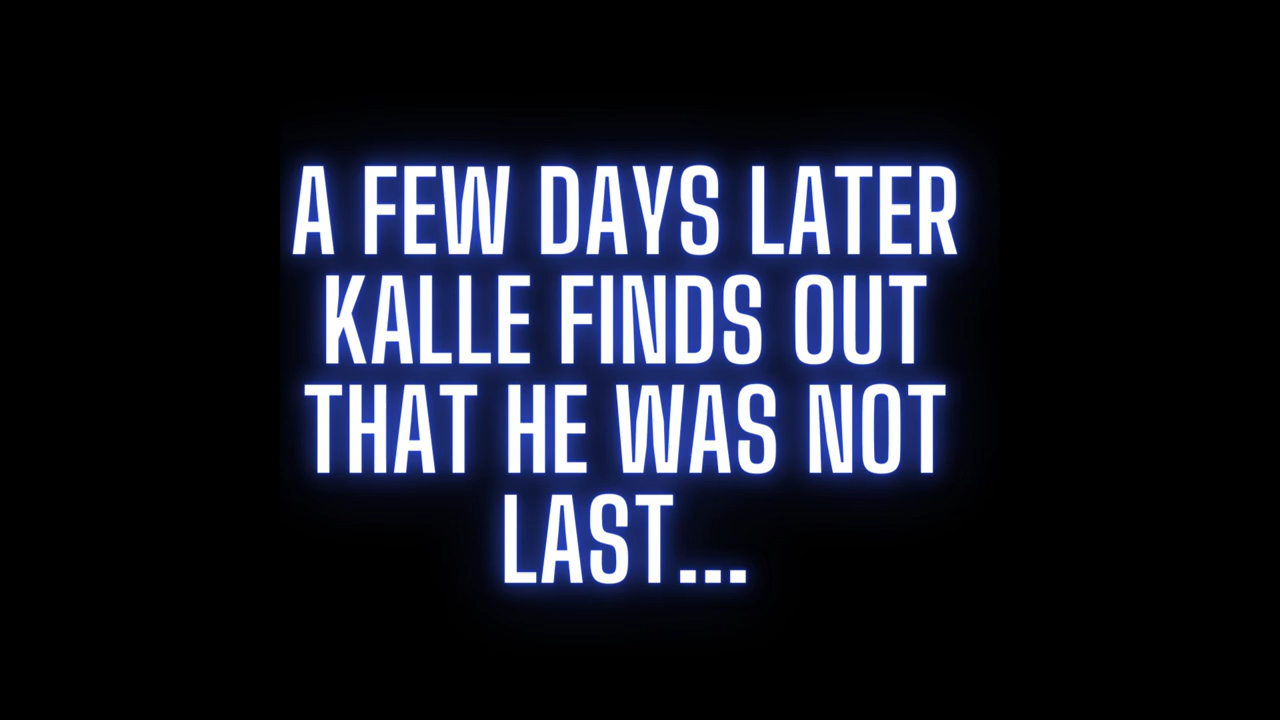 A FEW DAYS LATER
KALLE FINDS OUT
THAT HE WAS NOT
LAST...